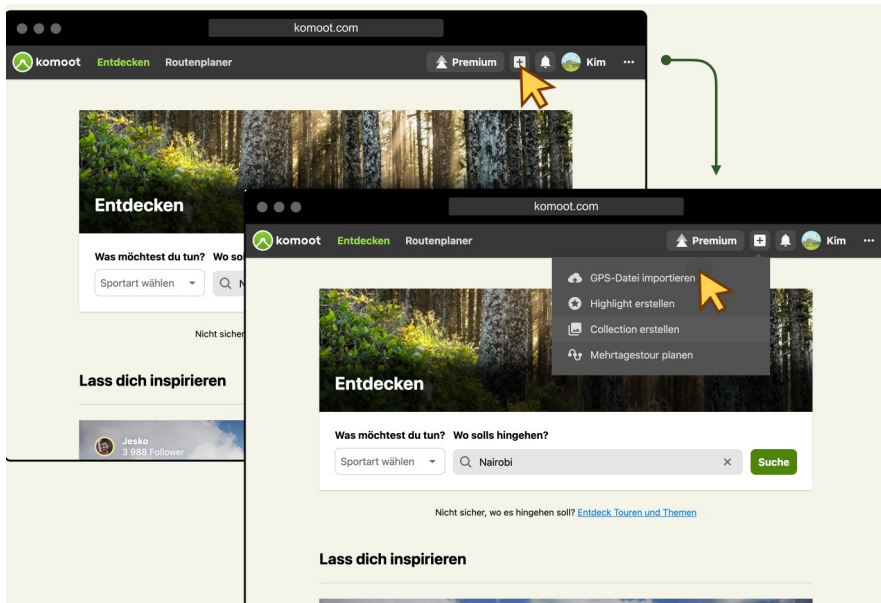 komoot.com
komoot Entdecken Routenplaner Premium Kim
Entdecken
Was möchtest du tun? Wo sol
Sportart wählen N
Nicht sicher
Lass dich inspirieren
Jesko
3 988 Follower
komoot.com
komoot Entdecken Routenplaner Premium Kim
GPS-Datei importieren
Highlight erstellen
Collection erstellen
Mehrtagestour planen
Entdecken
Was möchtest du tun? Wo solls hingehen?
Sportart wählen Nairobi Suche
Nicht sicher, wo es hingehen soll? Entdeck Touren und Themen
Lass dich inspirieren